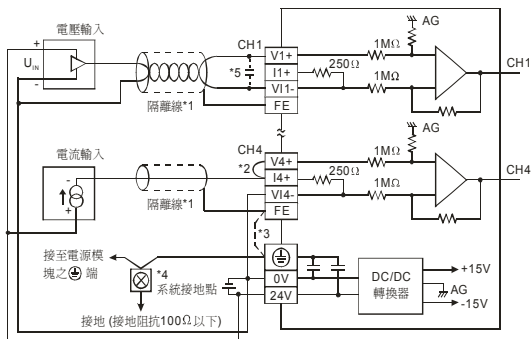 電壓輸入
+
U_IN
-
隔離線*1
CH1
*5
V1+
I1+
VI1-
FE
250Ω
1MΩ
1MΩ
AG
CH1
電流輸入
-
+
隔離線*1
CH4
*2
V4+
I4+
VI4-
FE
250Ω
1MΩ
1MΩ
AG
CH4
*3
接至電源模
塊之 端
*4
系統接地點
接地 (接地阻抗100Ω以下)
0V
24V
DC/DC
轉換器
+15V
AG
-15V